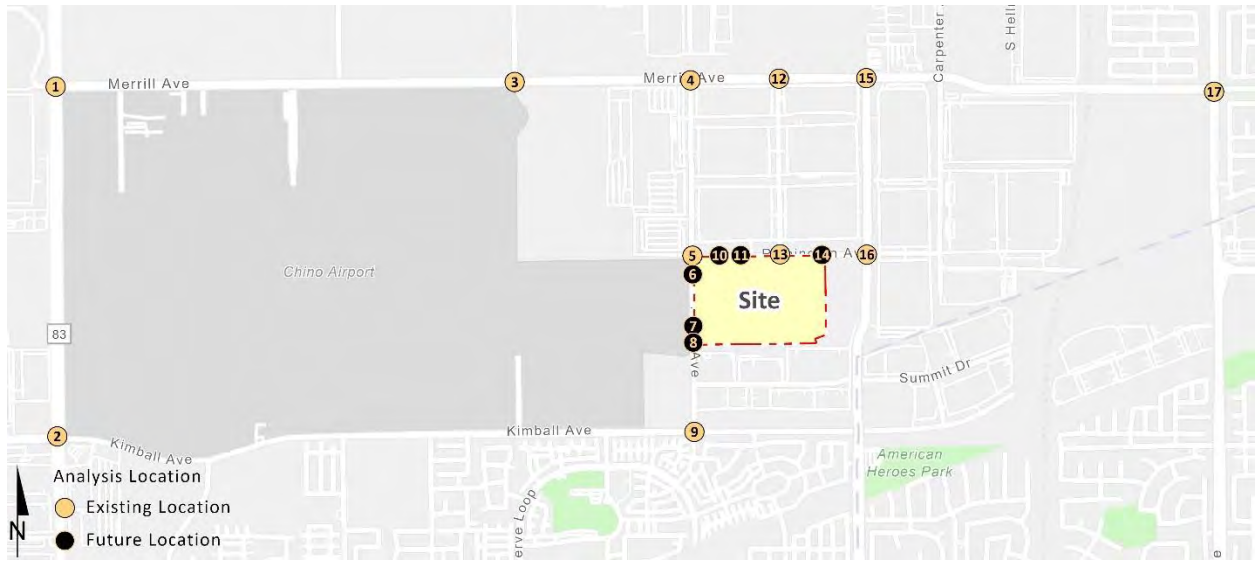 Carpenter
S Hell
1
Merrill Ave
3
4
12
15
17
5
10
11
13
14
16
6
Site
Chino Airport
83
7
8
Ave
Summit Dr
2
Kimball Ave
Kimball Ave
9
American
Heroes Park
erve Loop
Analysis Location
Existing Location
Future Location
N
e